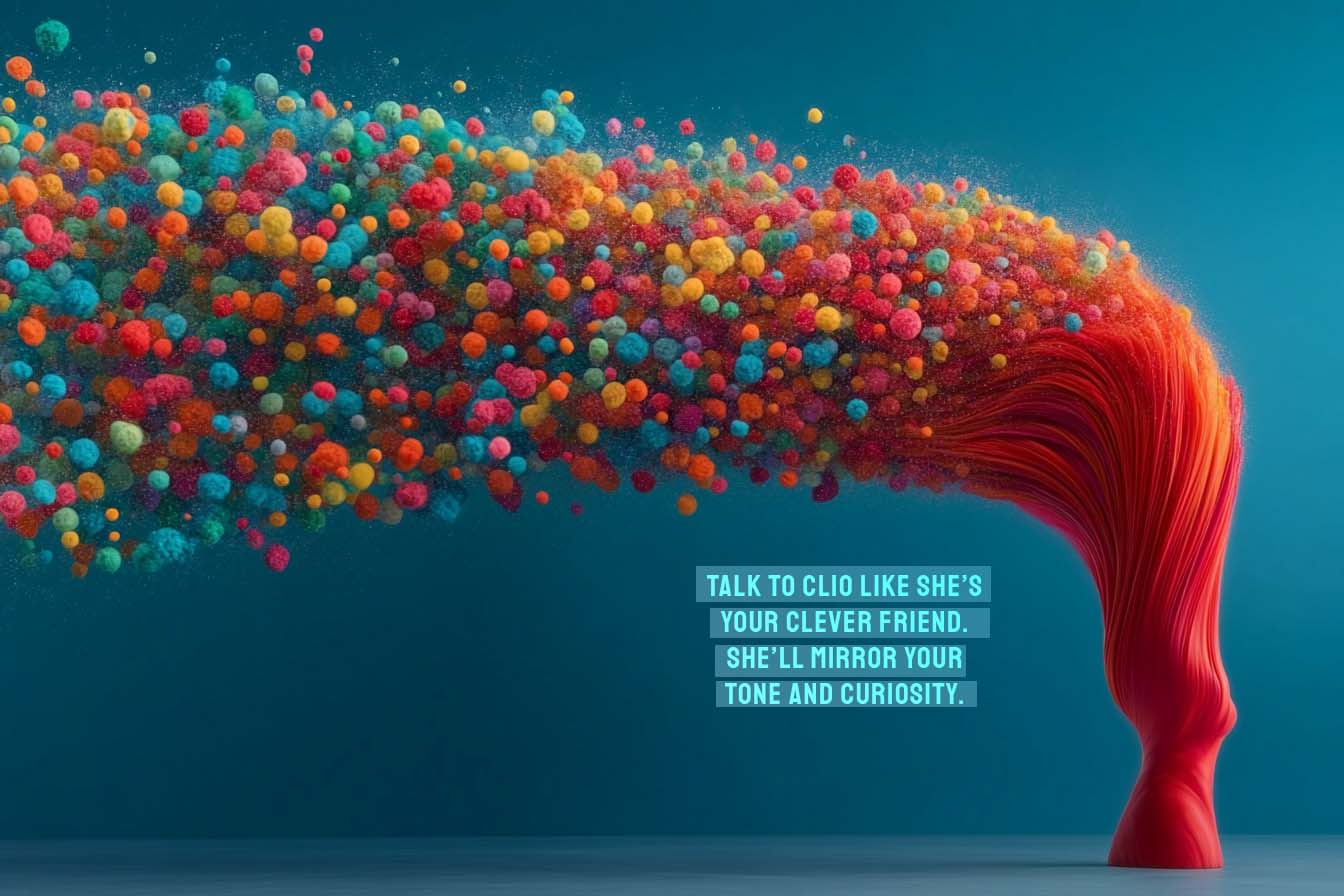 TALK TO CLIO LIKE SHE’S
YOUR CLEVER FRIEND.
SHE’LL MIRROR YOUR
TONE AND CURIOSITY.